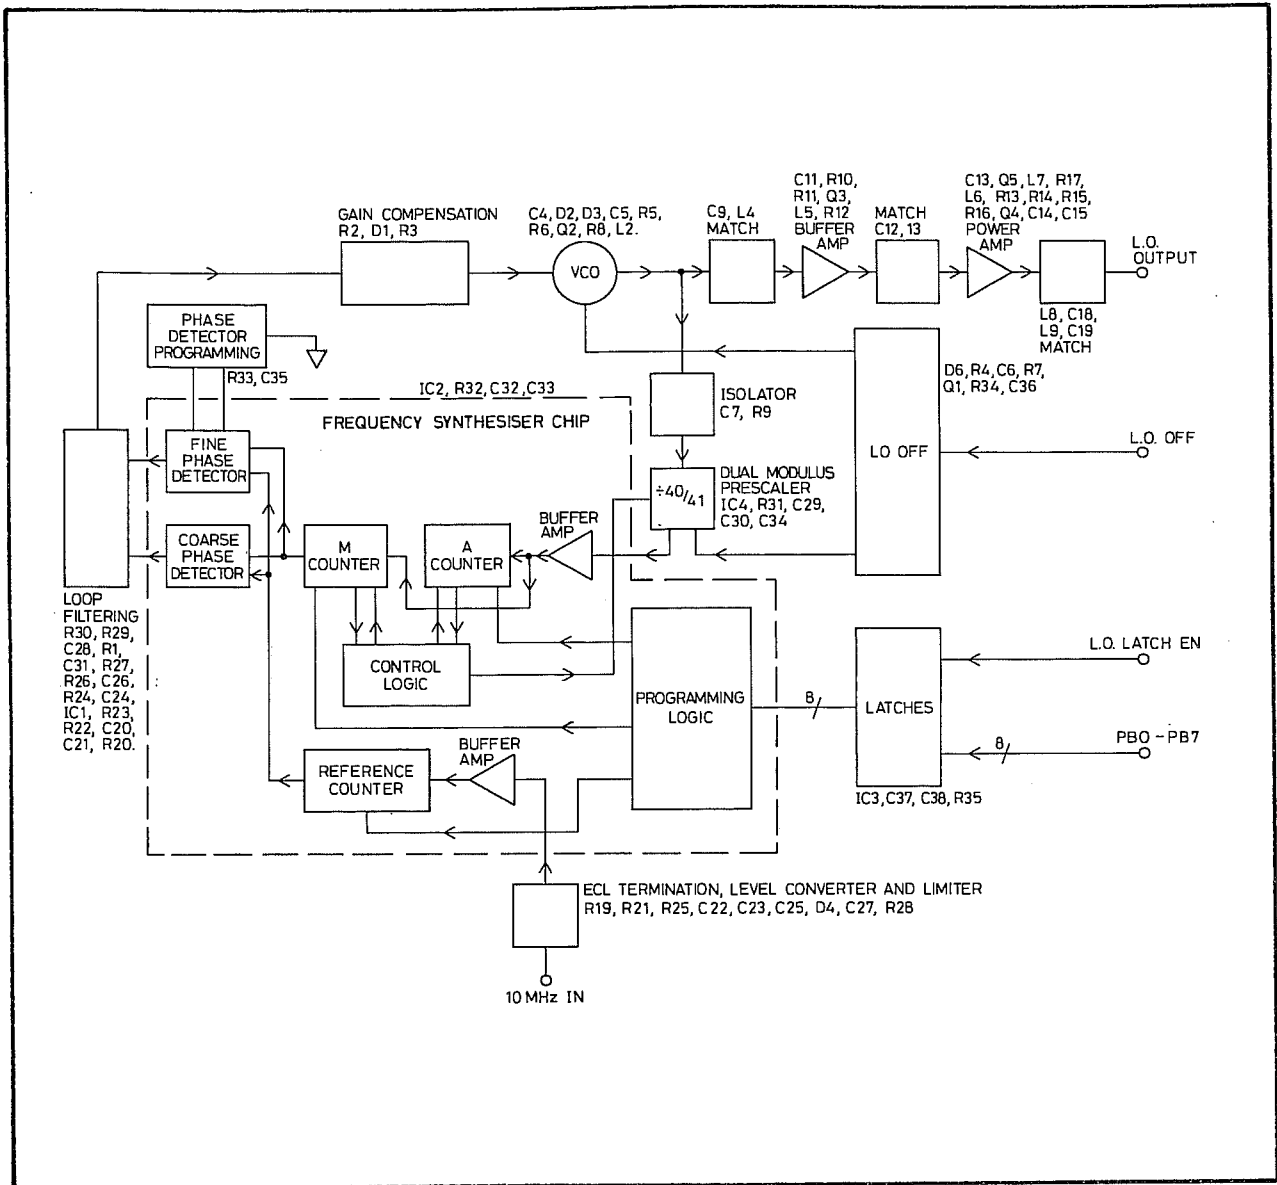 GAIN COMPENSATION
R2, D1, R3
C4, D2, D3, C5, R5,
R6, Q2, R8, L2.
VCO
C9, L4
MATCH
C11, R10,
R11, Q3,
L5, R12
BUFFER
AMP
MATCH
C12, 13
C13, Q5, L7, R17,
L6, R13, R14, R15,
R16, Q4, C14, C15
POWER
AMP
L.O.
OUTPUT
L8, C18,
L9, C19
MATCH
PHASE
DETECTOR
PROGRAMMING
R33, C35
IC2, R32, C32, C33
FREQUENCY SYNTHESISER CHIP
ISOLATOR
C7, R9
D6, R4, C6, R7,
Q1, R34, C36
LO OFF
L.O. OFF
FINE
PHASE
DETECTOR
COARSE
PHASE
DETECTOR
M
COUNTER
A
COUNTER
BUFFER
AMP
÷40/41
DUAL MODULUS
PRESCALER
IC4, R31, C29,
C30, C34
LOOP
FILTERING
R30, R29,
C28, R1,
C31, R27,
R26, C26,
R24, C24,
IC1, R23,
R22, C20,
C21, R20.
CONTROL
LOGIC
PROGRAMMING
LOGIC
8
LATCHES
L.O. LATCH EN
8
PB0 - PB7
IC3, C37, C38, R35
REFERENCE
COUNTER
BUFFER
AMP
ECL TERMINATION, LEVEL CONVERTER AND LIMITER
R19, R21, R25, C22, C23, C25, D4, C27, R28
10 MHz IN